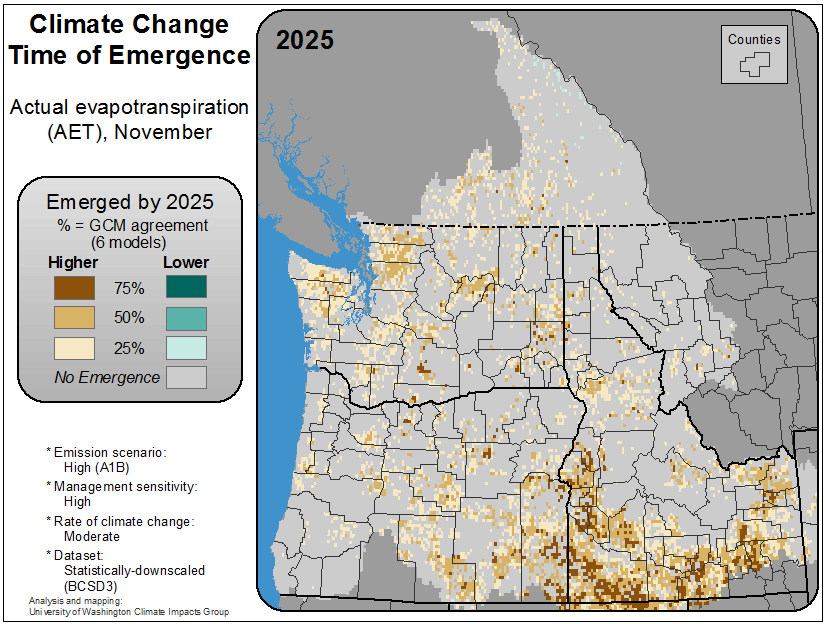 Climate Change
Time of Emergence
Actual evapotranspiration
(AET), November
Emerged by 2025
% = GCM agreement
(6 models)
Higher Lower
75%
50%
25%
No Emergence
* Emission scenario:
High (A1B)
* Management sensitivity:
High
* Rate of climate change:
Moderate
* Dataset:
Statistically-downscaled
(BCSD3)
Analysis and mapping:
University of Washington Climate Impacts Group
2025
Counties